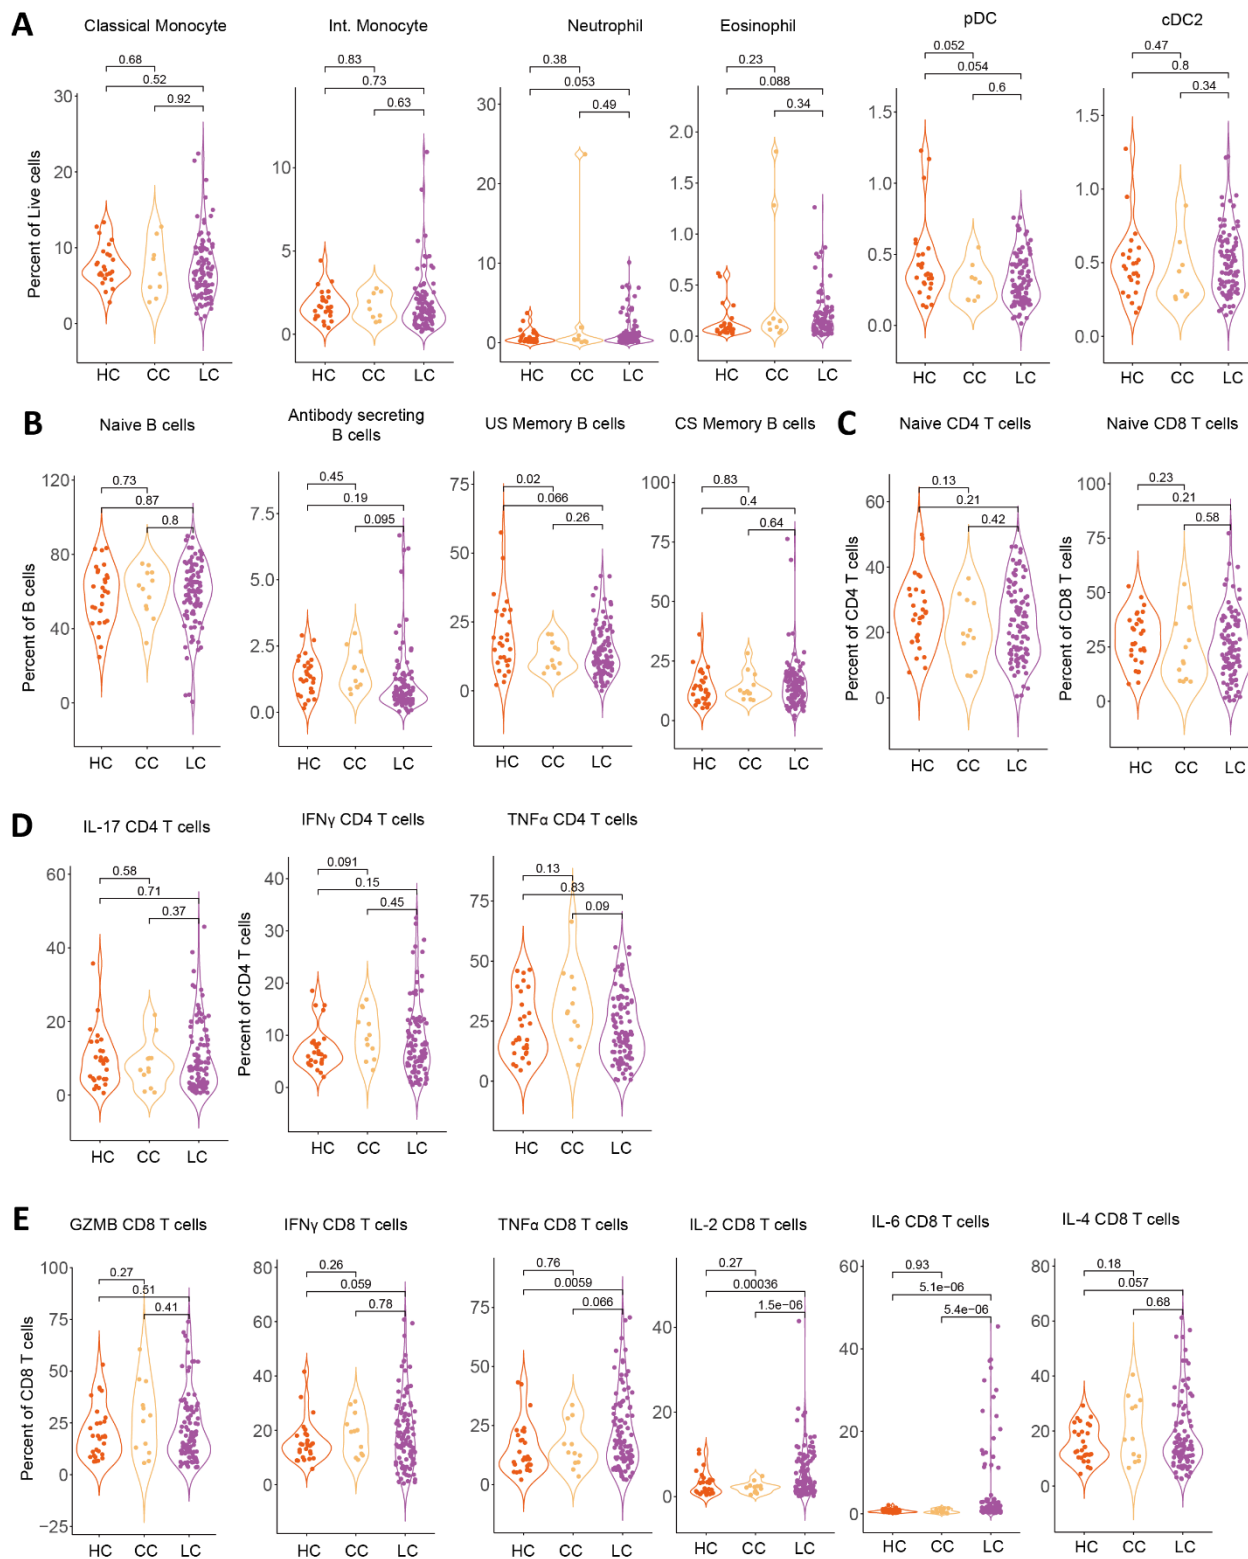 A
Classical Monocyte
Int. Monocyte
Neutrophil
Eosinophil
pDC
cDC2
Percent of Live cells
0.68
0.52
0.92
30
20
10
0
HC CC LC
0.83
0.73
0.63
10
5
0
HC CC LC
0.38
0.053
0.49
30
20
10
0
HC CC LC
0.23
0.088
0.34
2.0
1.5
1.0
0.5
0.0
HC CC LC
0.052
0.054
0.6
1.5
1.0
0.5
0.0
HC CC LC
0.47
0.8
0.34
1.5
1.0
0.5
0.0
HC CC LC
B
Naive B cells
Antibody secreting
B cells
US Memory B cells
CS Memory B cells
Percent of B cells
0.73
0.87
0.8
120
80
40
0
HC CC LC
0.45
0.19
0.095
7.5
5.0
2.5
0.0
HC CC LC
0.02
0.066
0.26
75
50
25
0
HC CC LC
0.83
0.4
0.64
100
75
50
25
0
HC CC LC
C
Naive CD4 T cells
Naive CD8 T cells
Percent of CD4 T cells
0.13
0.21
0.42
60
40
20
0
HC CC LC
Percent of CD8 T cells
0.23
0.21
0.58
100
75
50
25
0
HC CC LC
D
IL-17 CD4 T cells
IFNγ CD4 T cells
TNFα CD4 T cells
0.58
0.71
0.37
60
40
20
0
HC CC LC
Percent of CD4 T cells
0.091
0.15
0.45
40
30
20
10
0
HC CC LC
0.13
0.83
0.09
75
50
25
0
HC CC LC
E
GZMB CD8 T cells
IFNγ CD8 T cells
TNFα CD8 T cells
IL-2 CD8 T cells
IL-6 CD8 T cells
IL-4 CD8 T cells
Percent of CD8 T cells
0.27
0.51
0.41
100
75
50
25
0
−25
HC CC LC
0.26
0.059
0.78
80
60
40
20
0
HC CC LC
0.76
0.0059
0.066
75
50
25
0
HC CC LC
0.27
0.00036
1.5e−06
40
20
0
HC CC LC
0.93
5.1e−06
5.4e−06
60
40
20
0
HC CC LC
0.18
0.057
0.68
80
60
40
20
0
HC CC LC